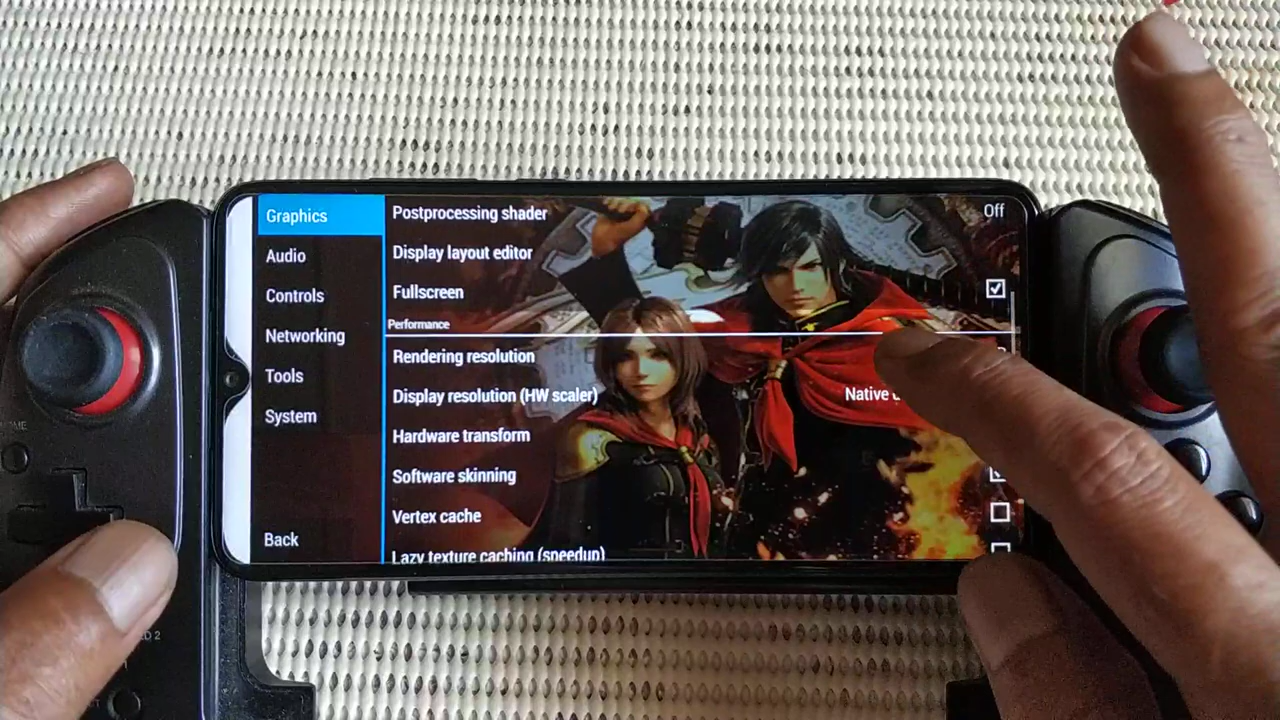 Graphics
Audio
Controls
Networking
Tools
System
Back
Postprocessing shader
Off
Display layout editor
Fullscreen
Performance
Rendering resolution
Display resolution (HW scaler)
Native
Hardware transform
Software skinning
Vertex cache
Lazy texture caching (speedup)